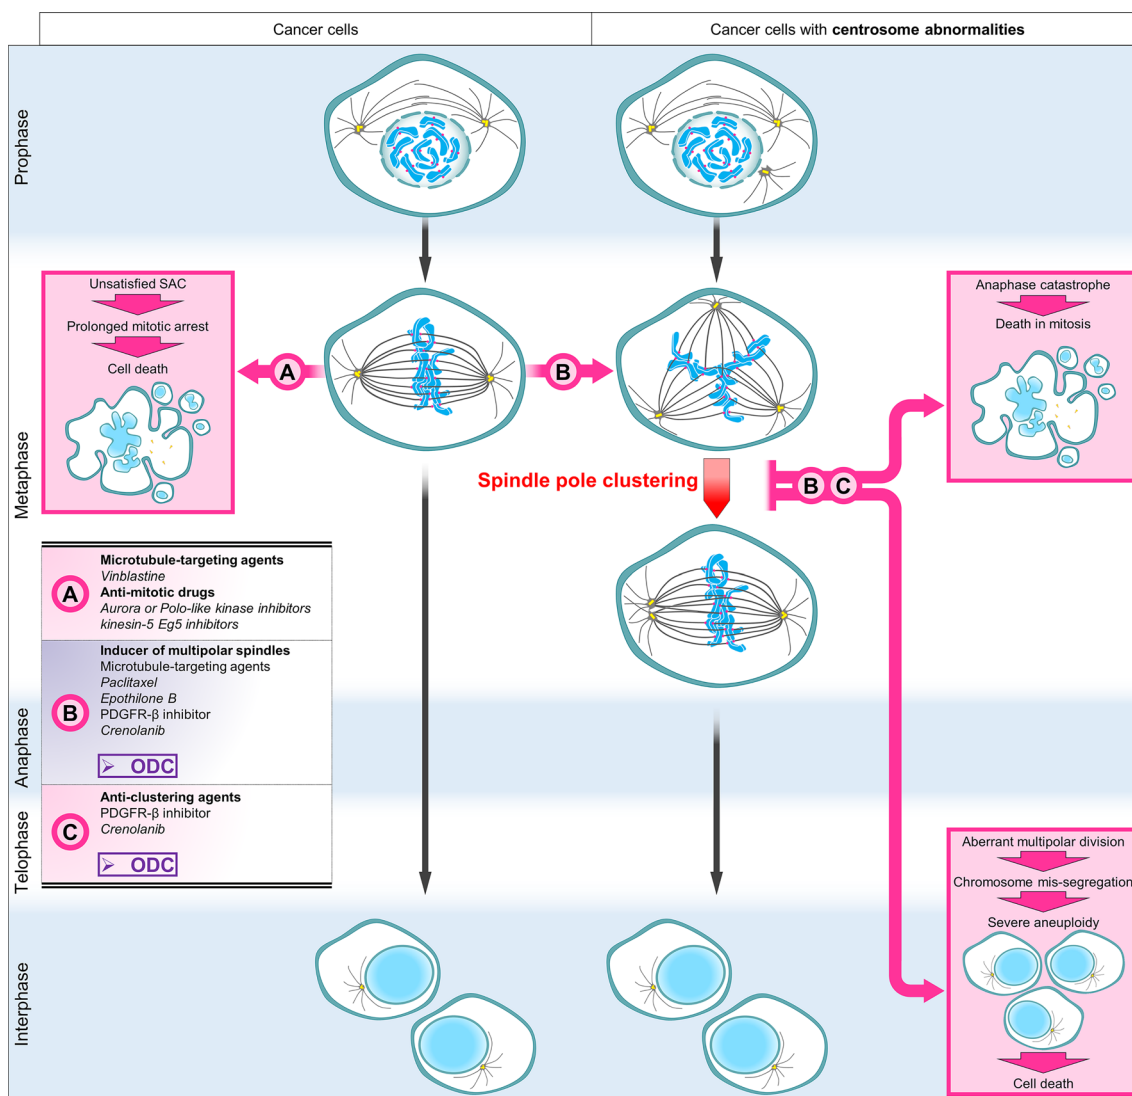 Cancer cells
Cancer cells with centrosome abnormalities
Prophase
Metaphase
Anaphase
Telophase
Interphase
Unsatisfied SAC
Prolonged mitotic arrest
Cell death
A
B
Anaphase catastrophe
Death in mitosis
Spindle pole clustering
B
C
A
Microtubule-targeting agents
Vinblastine
Anti-mitotic drugs
Aurora or Polo-like kinase inhibitors
kinesin-5 Eg5 inhibitors
B
Inducer of multipolar spindles
Microtubule-targeting agents
Paclitaxel
Epothilone B
PDGFR-β inhibitor
Crenolanib
➢ ODC
C
Anti-clustering agents
PDGFR-β inhibitor
Crenolanib
➢ ODC
Aberrant multipolar division
Chromosome mis-segregation
Severe aneuploidy
Cell death